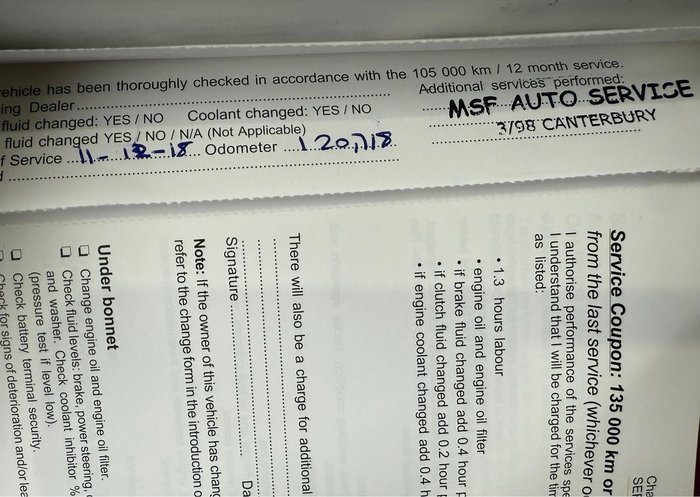 ehicle has been thoroughly checked in accordance with the 105 000 km / 12 month service.
ing Dealer
Additional services performed:
fluid changed: YES / NO Coolant changed: YES / NO
MSF AUTO SERVICE
fluid changed YES / NO / N/A (Not Applicable)
3/98 CANTERBURY
f Service 11-12-18 Odometer 120,718
Service Coupon: 135 000 km or
from the last service (whichever o
I authorise performance of the services sp
I understand that I will be charged for the tim
as listed:
• 1.3 hours labour
• engine oil and engine oil filter
• if brake fluid changed add 0.4 hour
• if clutch fluid changed add 0.2 hour
• if engine coolant changed add 0.4 h
There will also be a charge for additional
Signature
Da
Note: If the owner of this vehicle has chang
refer to the change form in the introduction o
Under bonnet
❏ Change engine oil and engine oil filter.
❏ Check fluid levels: brake, power steering,
and washer. Check coolant inhibitor %
(pressure test if level low).
❏ Check battery terminal security.
❏ Check for signs of deterioration and/or lea